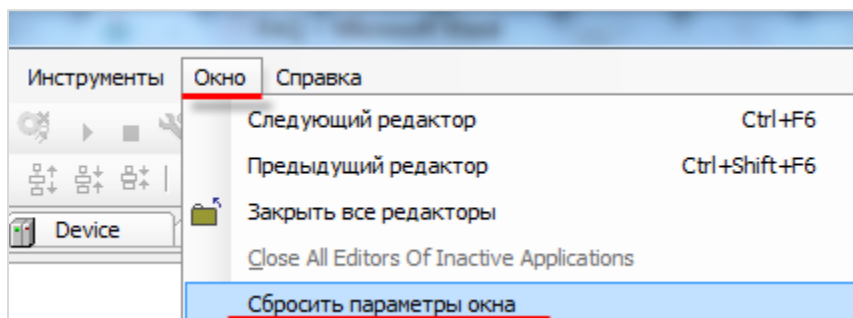 Инструменты Окно Справка
Следующий редактор Ctrl+F6
Предыдущий редактор Ctrl+Shift+F6
Закрыть все редакторы
Device
Close All Editors Of Inactive Applications
Сбросить параметры окна